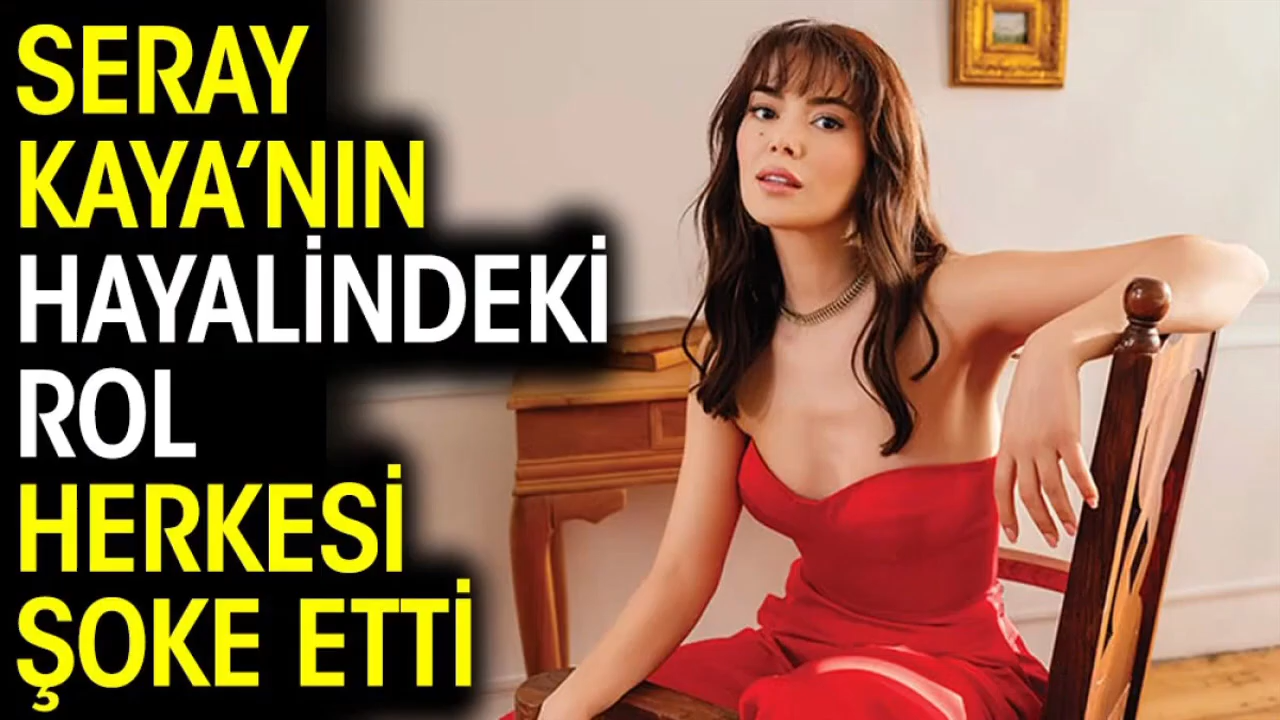 SERAY
KAYA’NIN
HAYALİNDEKİ
ROL
HERKESİ
ŞOKE ETTİ